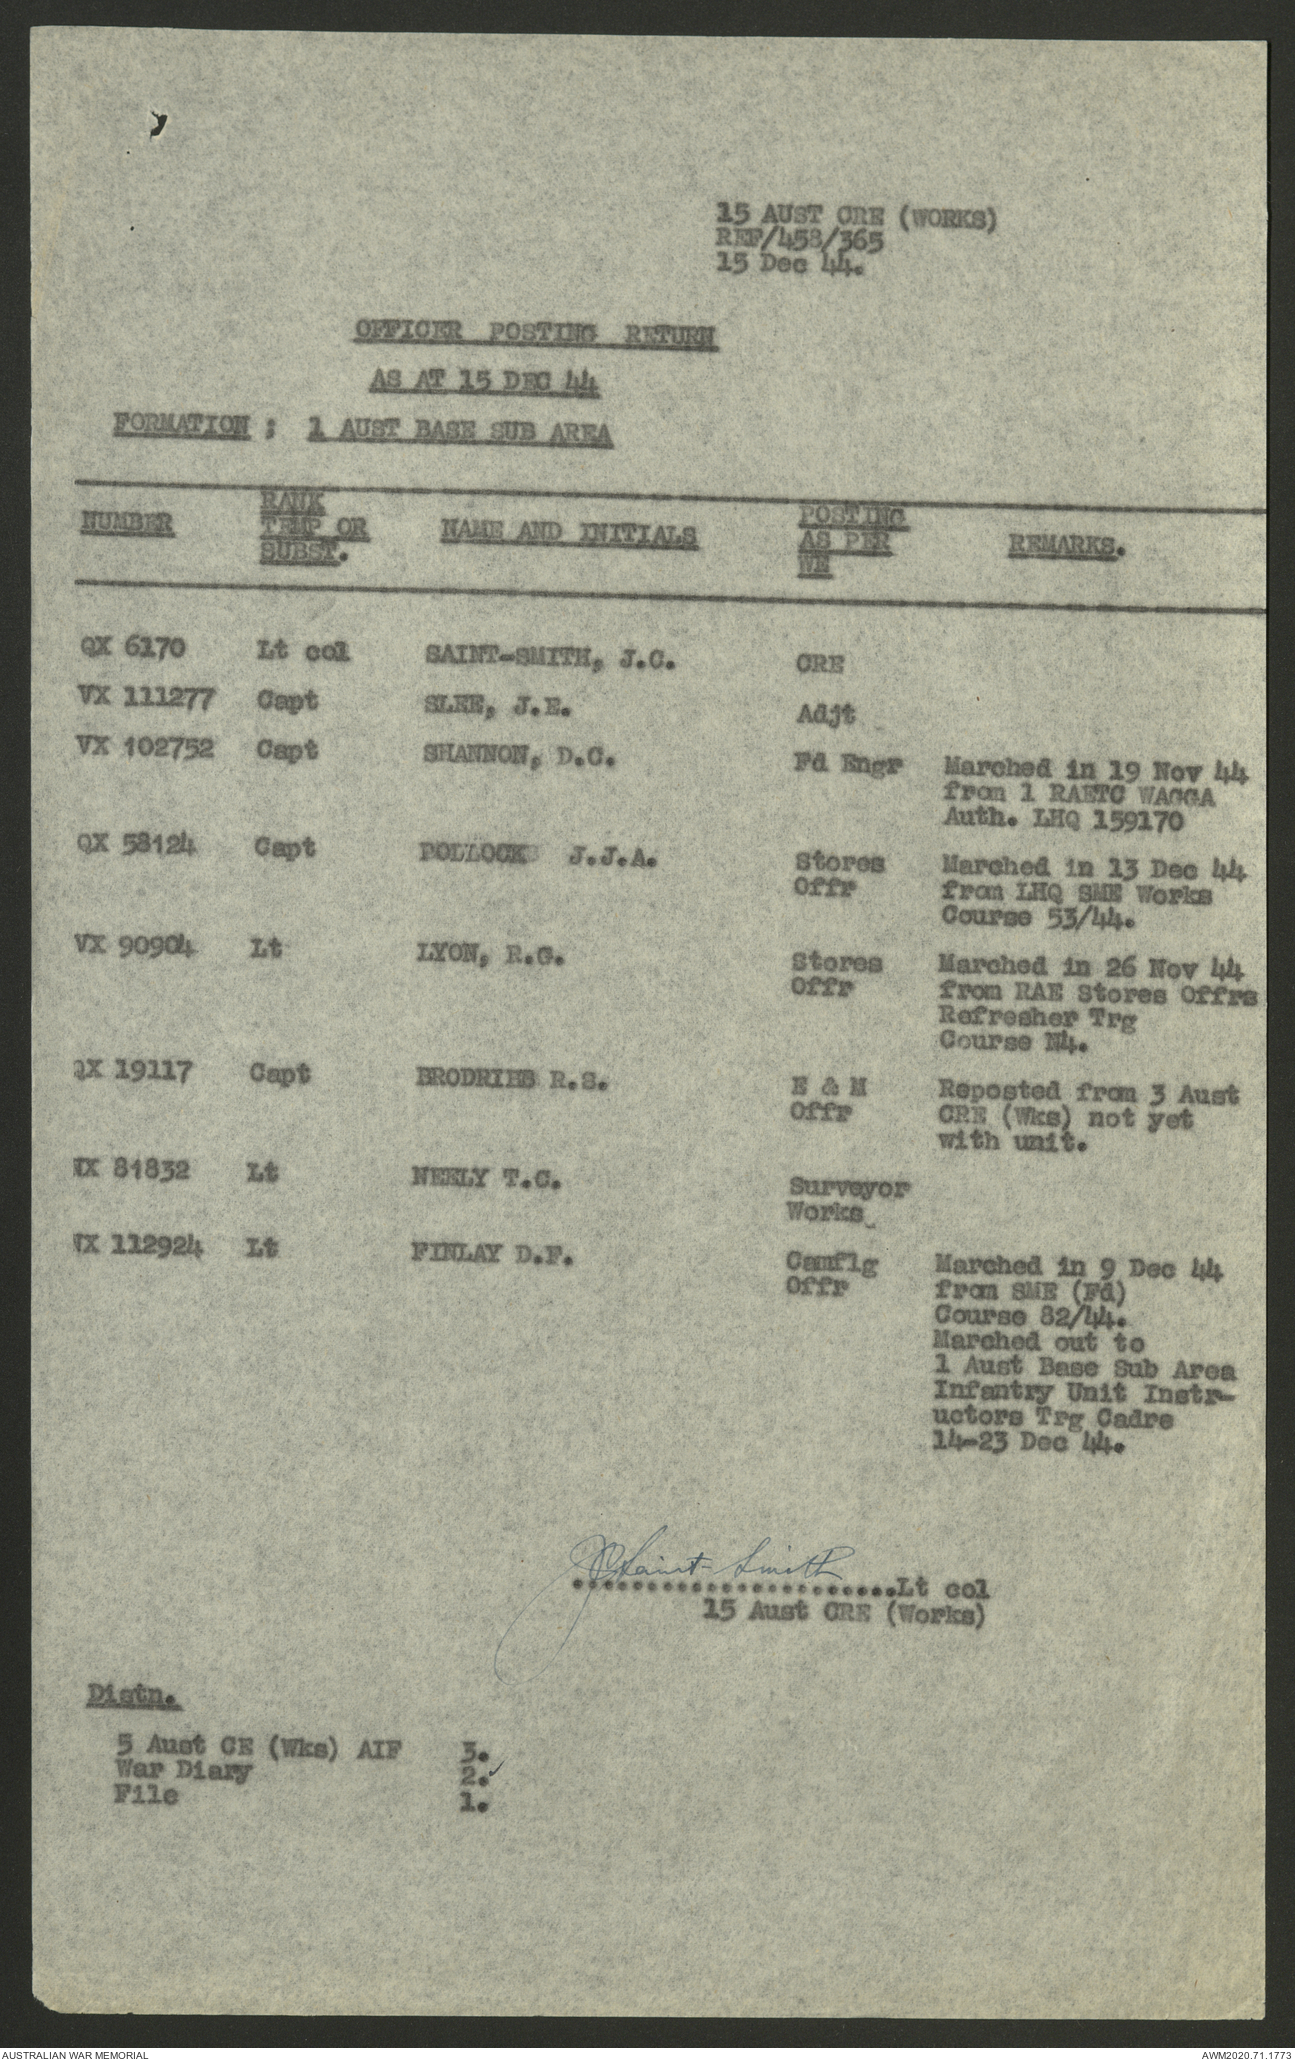 15 AUST CRE (WORKS)
REF/458/365
15 Dec 44.
OFFICER POSTING RETURN
AS AT 15 DEC 44
FORMATION ; 1 AUST BASE SUB AREA
NUMBER RANK TEMP OR SUBST. NAME AND INITIALS POSTING AS PER WE REMARKS.
QX 6170 Lt col SAINT-SMITH, J.C. CRE
VX 111277 Capt SLEE, J.E. Adjt
VX 102752 Capt SHANNON, D.C. Fd Engr Marched in 19 Nov 44
from 1 RAETC WAGGA
Auth. LHQ 159170
QX 58124 Capt POLLOCK J.J.A. Stores Marched in 13 Dec 44
Offr from LHQ SME Works
Course 53/44.
VX 90904 Lt LYON, R.G. Stores Marched in 26 Nov 44
Offr from RAE Stores Offrs
Refresher Trg
Course N4.
QX 19117 Capt BRODRIBB R.S. E & M Reposted from 3 Aust
Offr CRE (Wks) not yet
with unit.
X 81832 Lt NEELY T.C. Surveyor
Works
X 112924 Lt FINLAY D.F. Camflg Marched in 9 Dec 44
Offr from SME (Fd)
Course 82/44.
Marched out to
1 Aust Base Sub Area
Infantry Unit Instr-
uctors Trg Cadre
14-23 Dec 44.
JC Saint-Smith
......................Lt col
15 Aust CRE (Works)
Distn.
5 Aust CE (Wks) AIF 3.
War Diary 2.
File 1.
AUSTRALIAN WAR MEMORIAL AWM2020.71.1773